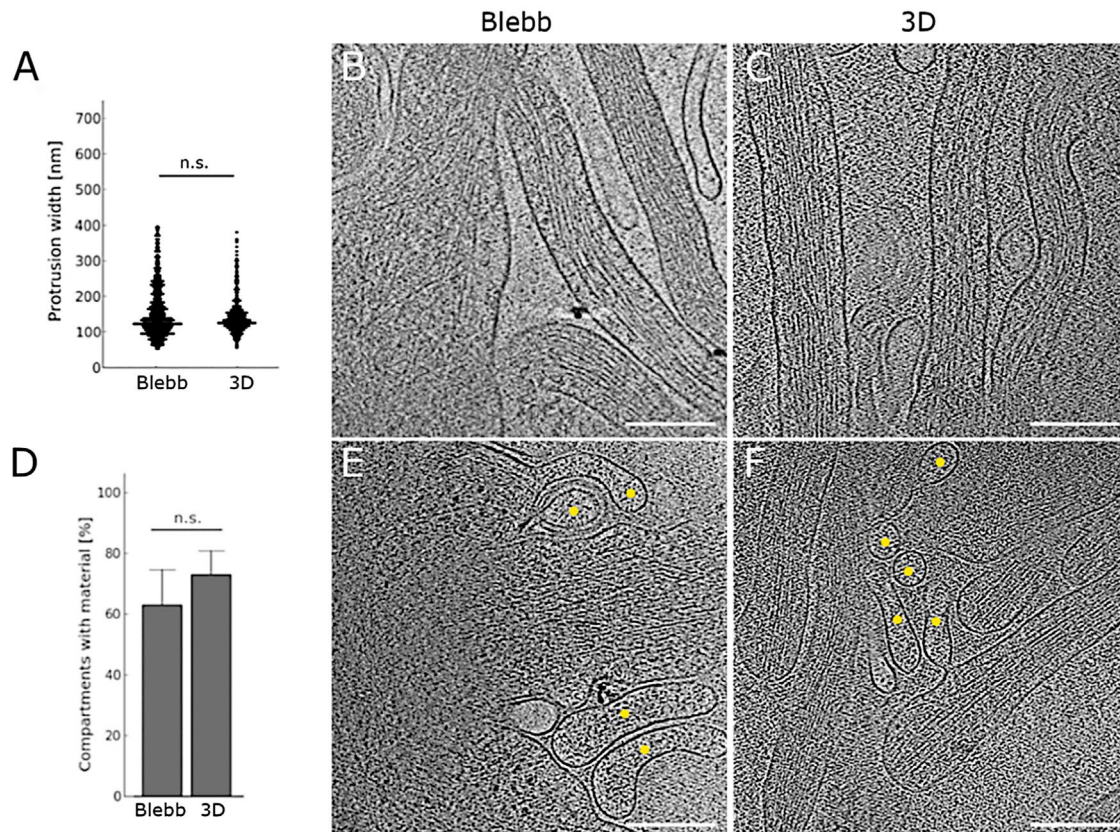 Blebb
3D
A
Protrusion width [nm]
700
600
500
400
300
200
100
0
n.s.
Blebb
3D
B
C
D
Compartments with material [%]
100
80
60
40
20
0
n.s.
Blebb
3D
E
F